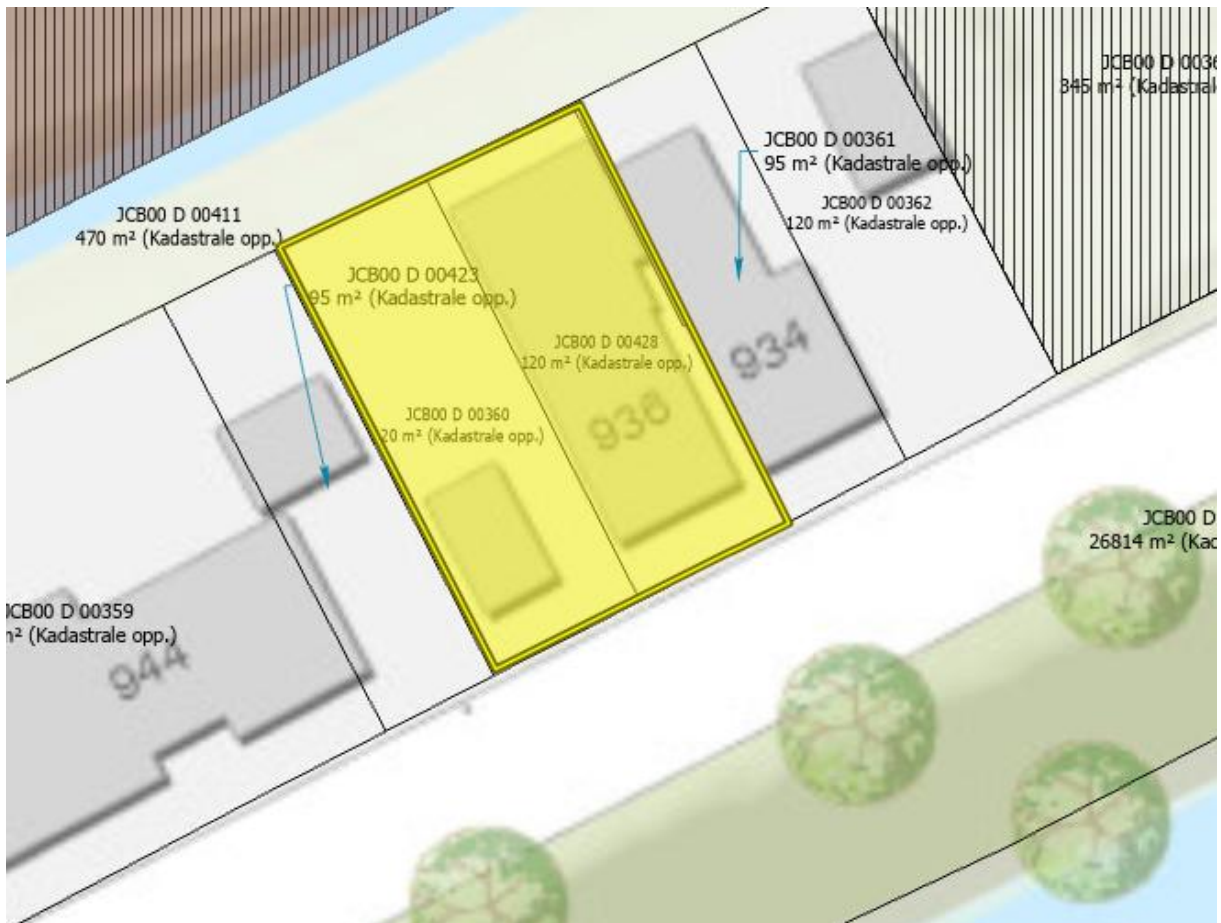 JCB00 D 0036
345 m² (Kadastral
JCB00 D 00361
95 m² (Kadastrale opp.)
JCB00 D 00362
120 m² (Kadastrale opp.)
JCB00 D 00411
470 m² (Kadastrale opp.)
JCB00 D 00423
95 m² (Kadastrale opp.)
JCB00 D 00428
120 m² (Kadastrale opp.)
934
936
JCB00 D 00360
20 m² (Kadastrale opp.)
JCB00 D
26814 m² (Kad
JCB00 D 00359
m² (Kadastrale opp.)
944